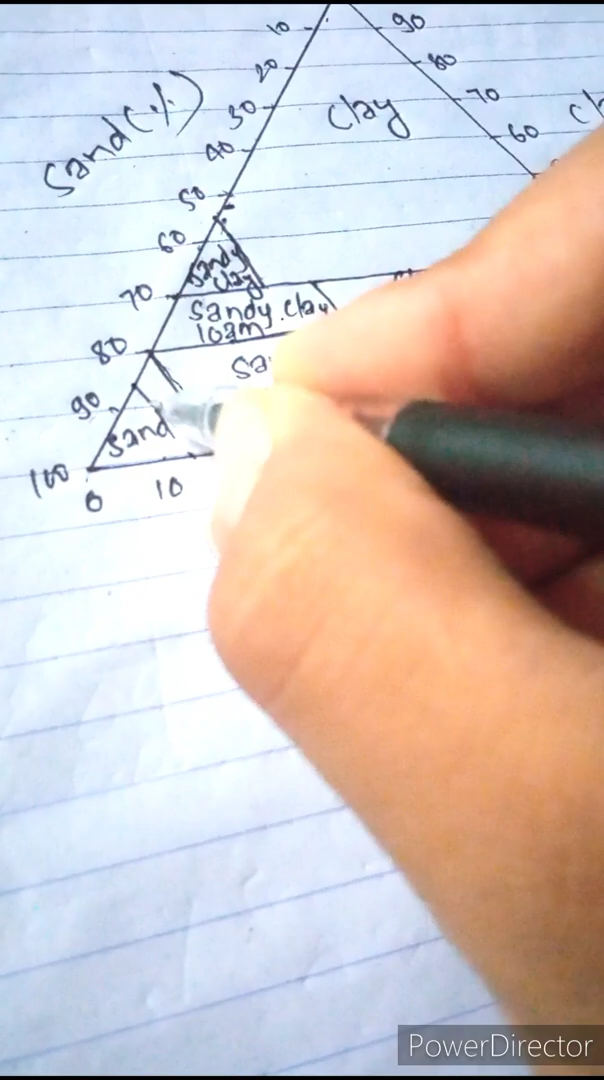 10
90
20
80
Sand (%)
30
70
Clay
40
60
50
60
Sandy
clay
70
Sandy clay
loam
80
90
Sand
100
0
10
PowerDirector